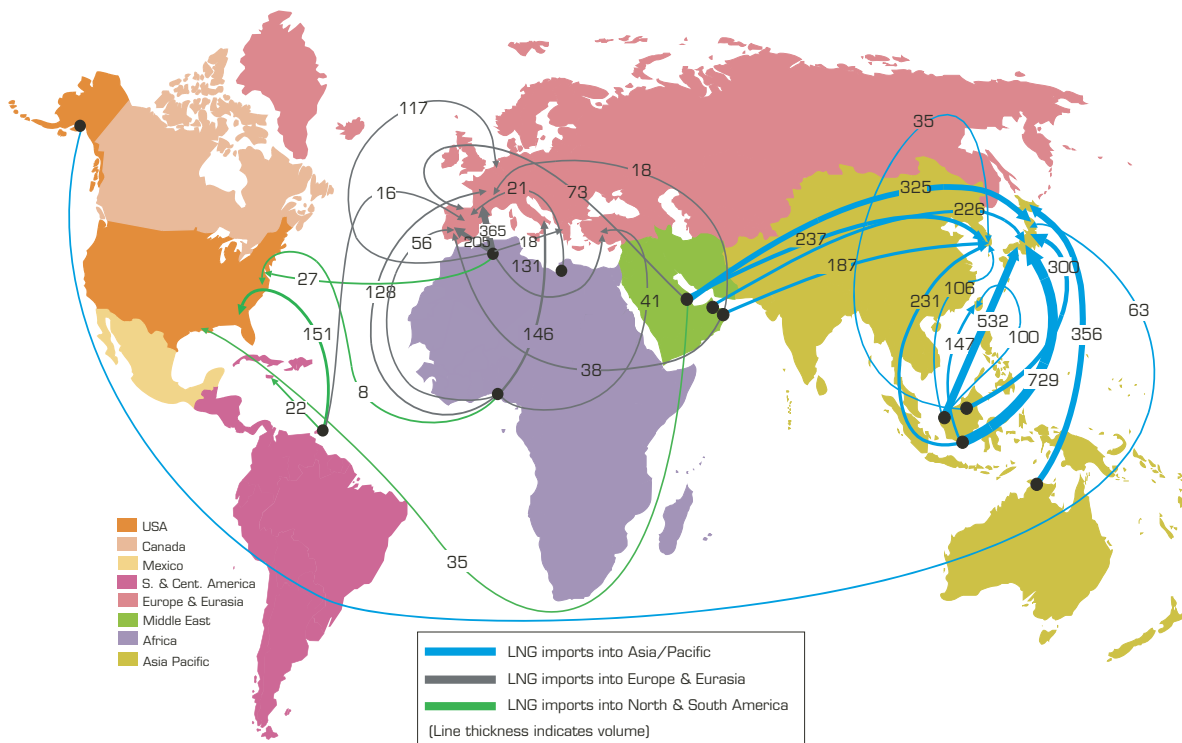 117
35
16
21
73
18
325
226
56
365
205
18
237
131
187
300
27
128
106
231
41
151
146
532
356
63
147
100
38
729
8
22
35
USA
Canada
Mexico
S. & Cent. America
Europe & Eurasia
Middle East
Africa
Asia Pacific
LNG imports into Asia/Pacific
LNG imports into Europe & Eurasia
LNG imports into North & South America
(Line thickness indicates volume)